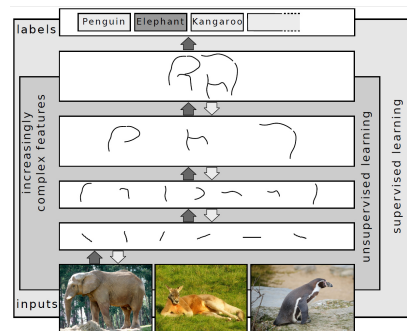 labels
Penguin
Elephant
Kangaroo
increasingly
complex features
unsupervised learning
supervised learning
inputs